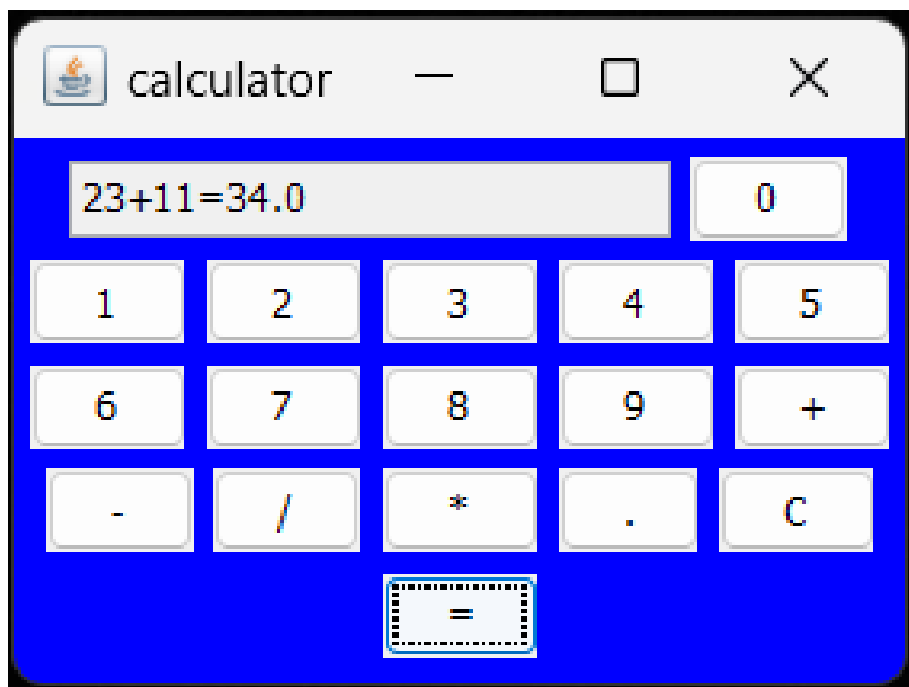 calculator
23+11=34.0 0
1 2 3 4 5
6 7 8 9 +
- / * . C
=